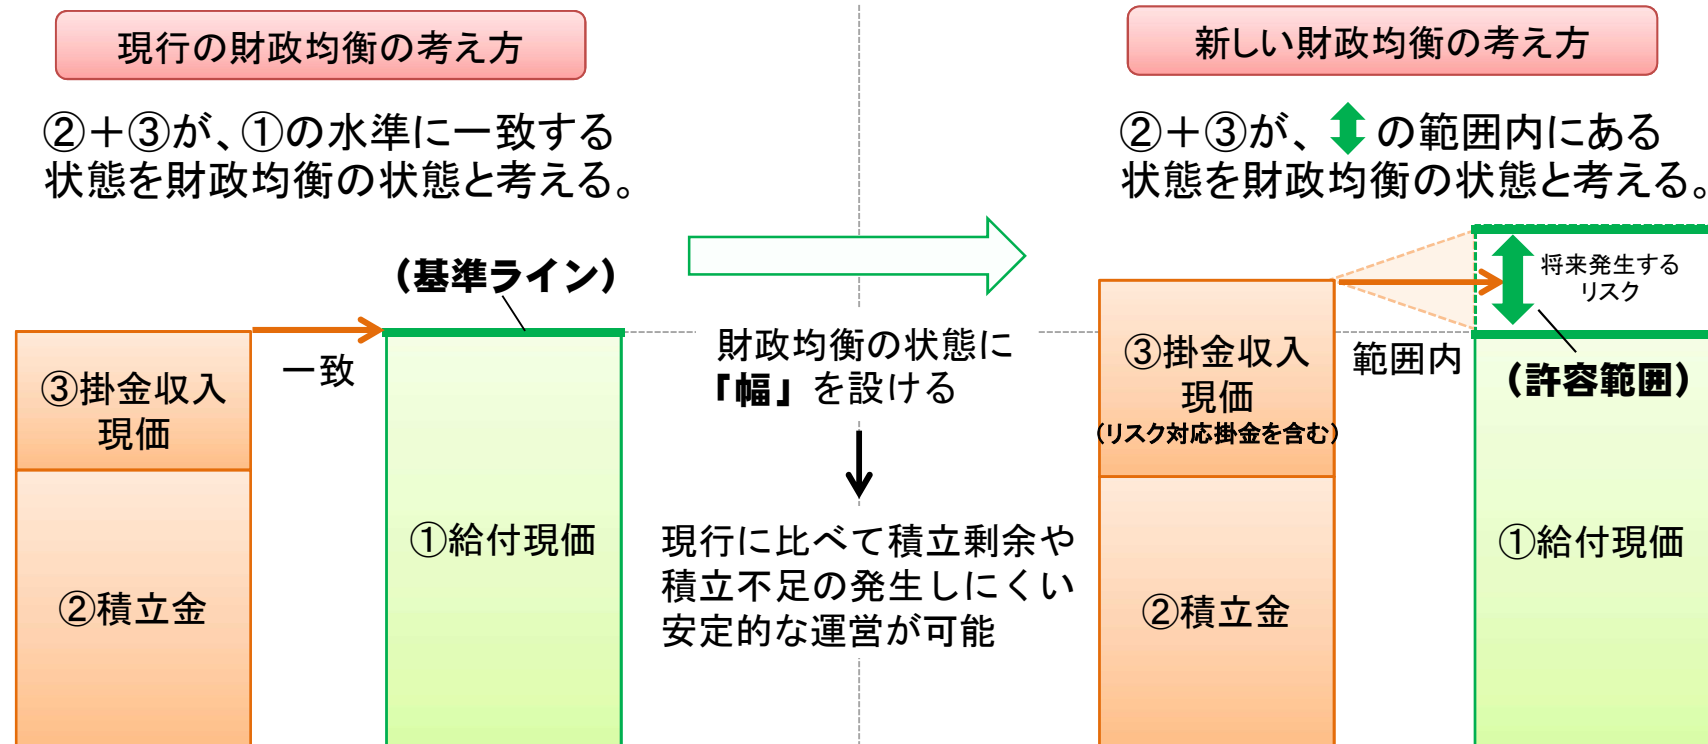 現行の財政均衡の考え方
②＋③が、①の水準に一致する
状態を財政均衡の状態と考える。
（基準ライン）
一致
③掛金収入
現価
②積立金
①給付現価
財政均衡の状態に
「幅」を設ける
現行に比べて積立剰余や
積立不足の発生しにくい
安定的な運営が可能
新しい財政均衡の考え方
②＋③が、 の範囲内にある
状態を財政均衡の状態と考える。
将来発生する
リスク
範囲内
（許容範囲）
③掛金収入
現価
（リスク対応掛金を含む）
②積立金
①給付現価